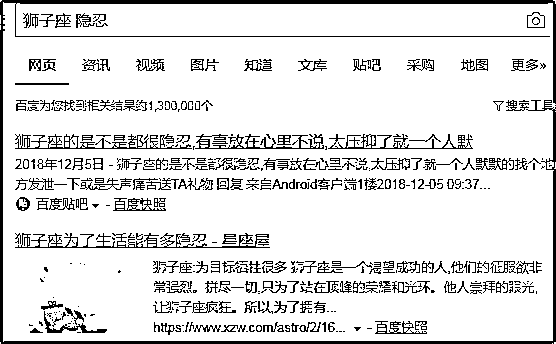 狮子座 隐忍
网页 资讯 视频 图片 知道 文库 贴吧 采购 地图 更多»
百度为您找到相关结果约1,300,000个 搜索工具
狮子座的是不是都很隐忍,有事放在心里不说,太压抑了就一个人默
2018年12月5日 - 狮子座的是不是都很隐忍,有事放在心里不说,太压抑了就一个人默默的找个地
方发泄一下或是失声痛苦送TA礼物 回复 来自Android客户端1楼2018-12-05 09:37...
百度贴吧 - 百度快照
狮子座为了生活能有多隐忍 - 星座屋
狮子座:为目标牺牲很多 狮子座是一个渴望成功的人,他们的征服欲非
常强烈。拼尽一切,只为了站在顶峰的荣耀和光环。他人崇拜的眼光,
让狮子座疯狂。所以,为了拥有...
https://www.xzw.com/astro/2/16... - 百度快照